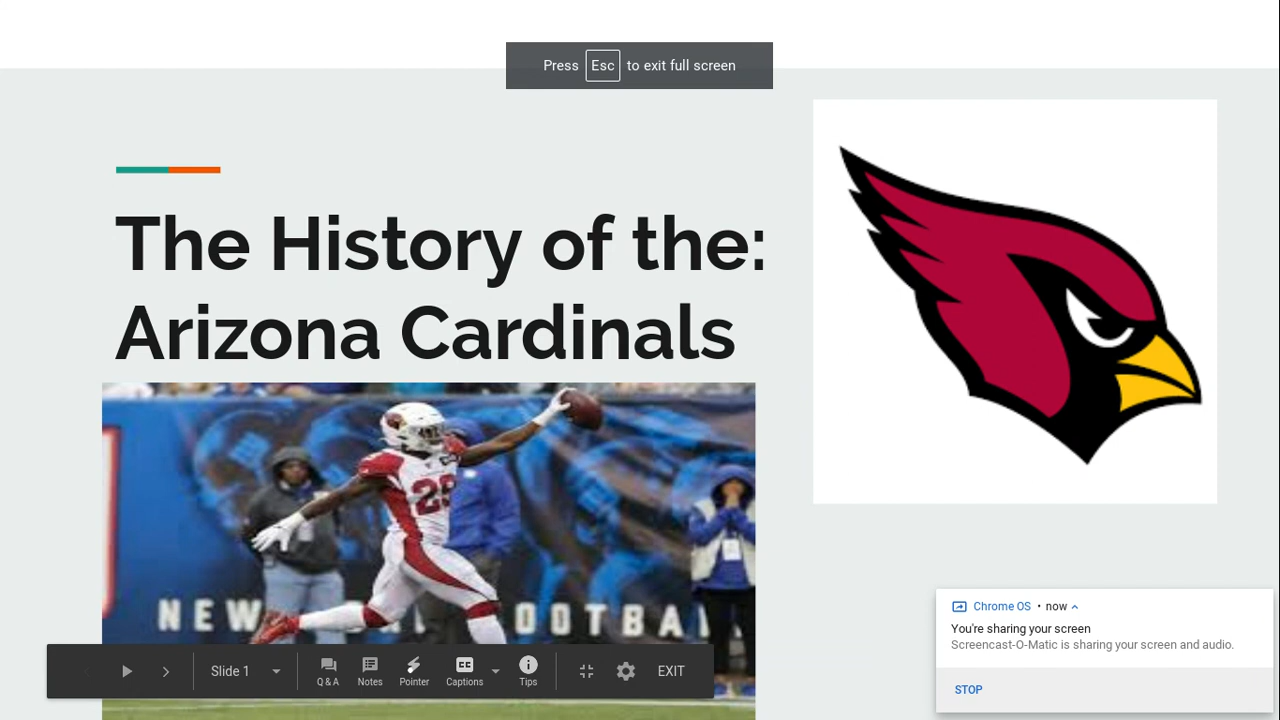 Press Esc to exit full screen
The History of the:
Arizona Cardinals
NEW
OOTBA
Chrome OS • now
You're sharing your screen
Screencast-O-Matic is sharing your screen and audio.
STOP
Slide 1
Q & A
Notes
Pointer
CC
Captions
Tips
EXIT